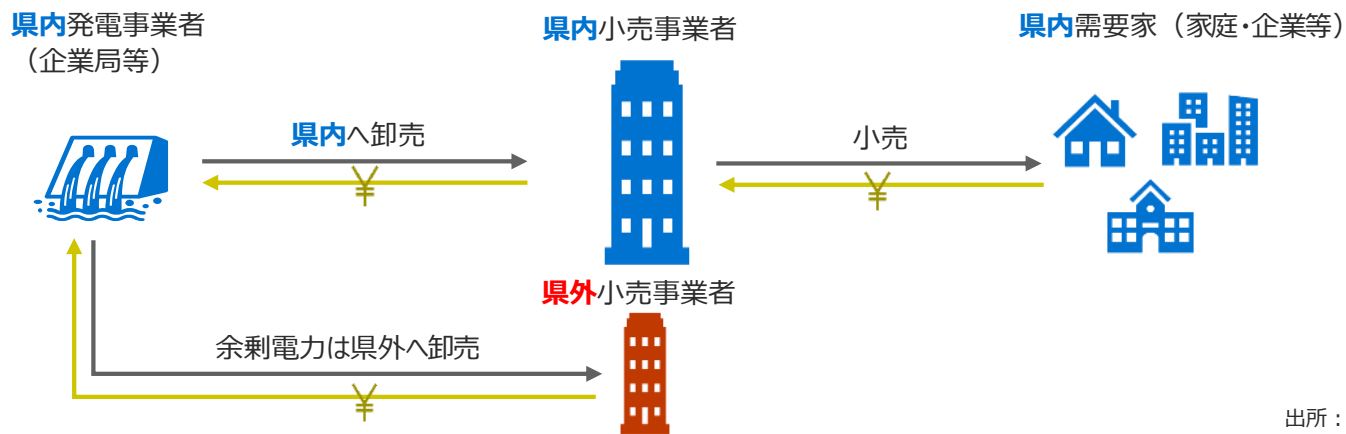 県内発電事業者
（企業局等）
県内小売事業者
県内需要家（家庭・企業等）
県内へ卸売
¥
小売
¥
県外小売事業者
余剰電力は県外へ卸売
¥
出所：